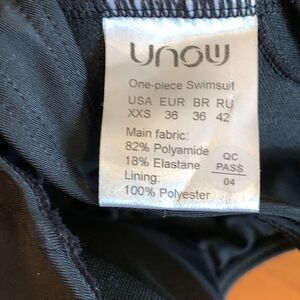 unow
One-piece Swimsuit
USA EUR BR RU
XXS 36 36 42
Main fabric:
82% Polyamide
18% Elastane
Lining:
100% Polyester
QC
PASS
04